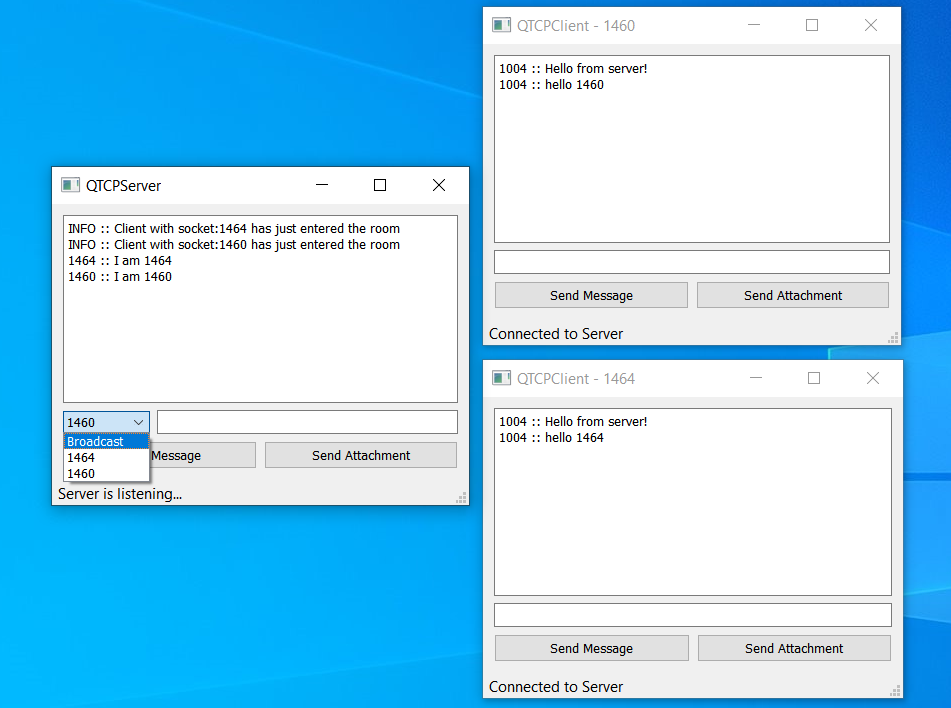 QTCPServer
INFO :: Client with socket:1464 has just entered the room
INFO :: Client with socket:1460 has just entered the room
1464 :: I am 1464
1460 :: I am 1460
1460
Broadcast
1464
1460
Message
Send Attachment
Server is listening...
QTCPClient - 1460
1004 :: Hello from server!
1004 :: hello 1460
Send Message
Send Attachment
Connected to Server
QTCPClient - 1464
1004 :: Hello from server!
1004 :: hello 1464
Send Message
Send Attachment
Connected to Server